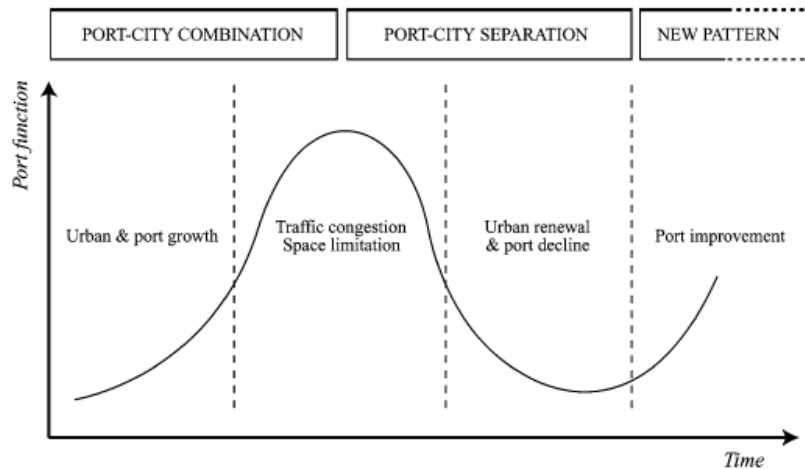 PORT-CITY COMBINATION
PORT-CITY SEPARATION
NEW PATTERN
Port function
Urban & port growth
Traffic congestion
Space limitation
Urban renewal
& port decline
Port improvement
Time